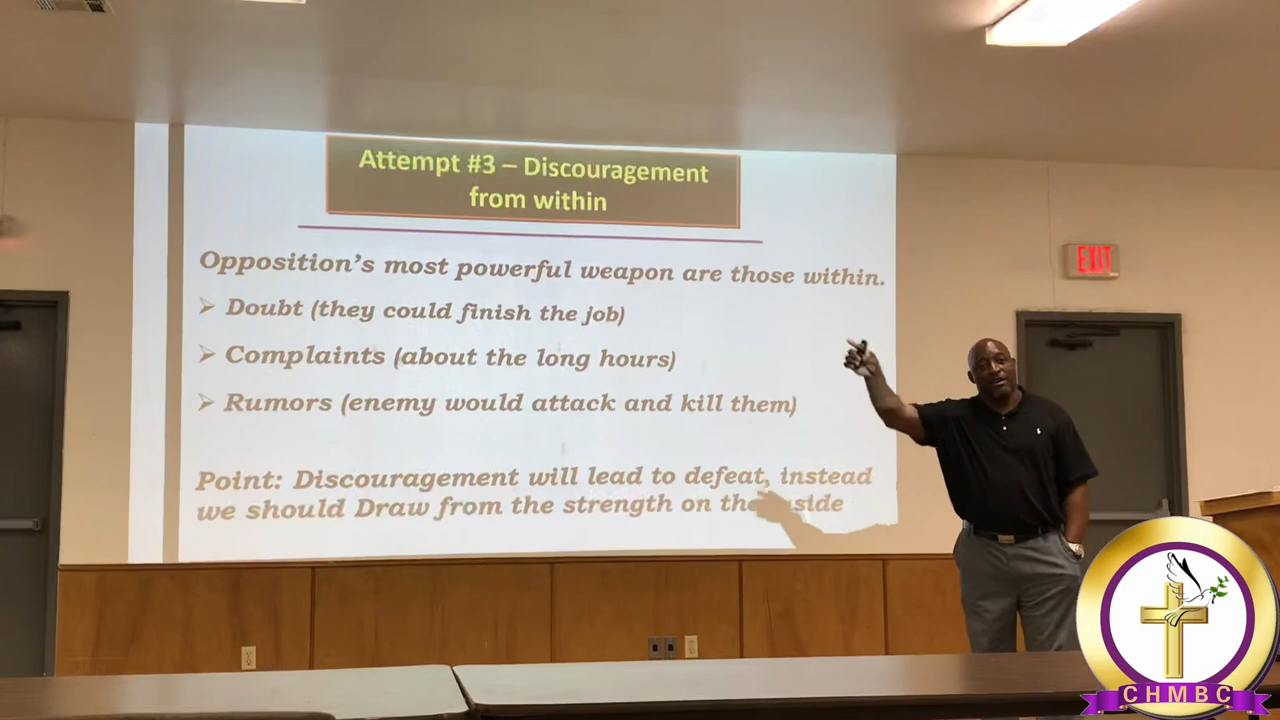 Attempt #3 – Discouragement
from within
Opposition's most powerful weapon are those within.
➢ Doubt (they could finish the job)
➢ Complaints (about the long hours)
➢ Rumors (enemy would attack and kill them)
Point: Discouragement will lead to defeat, instead
we should Draw from the strength on the
EXIT
CHMBC